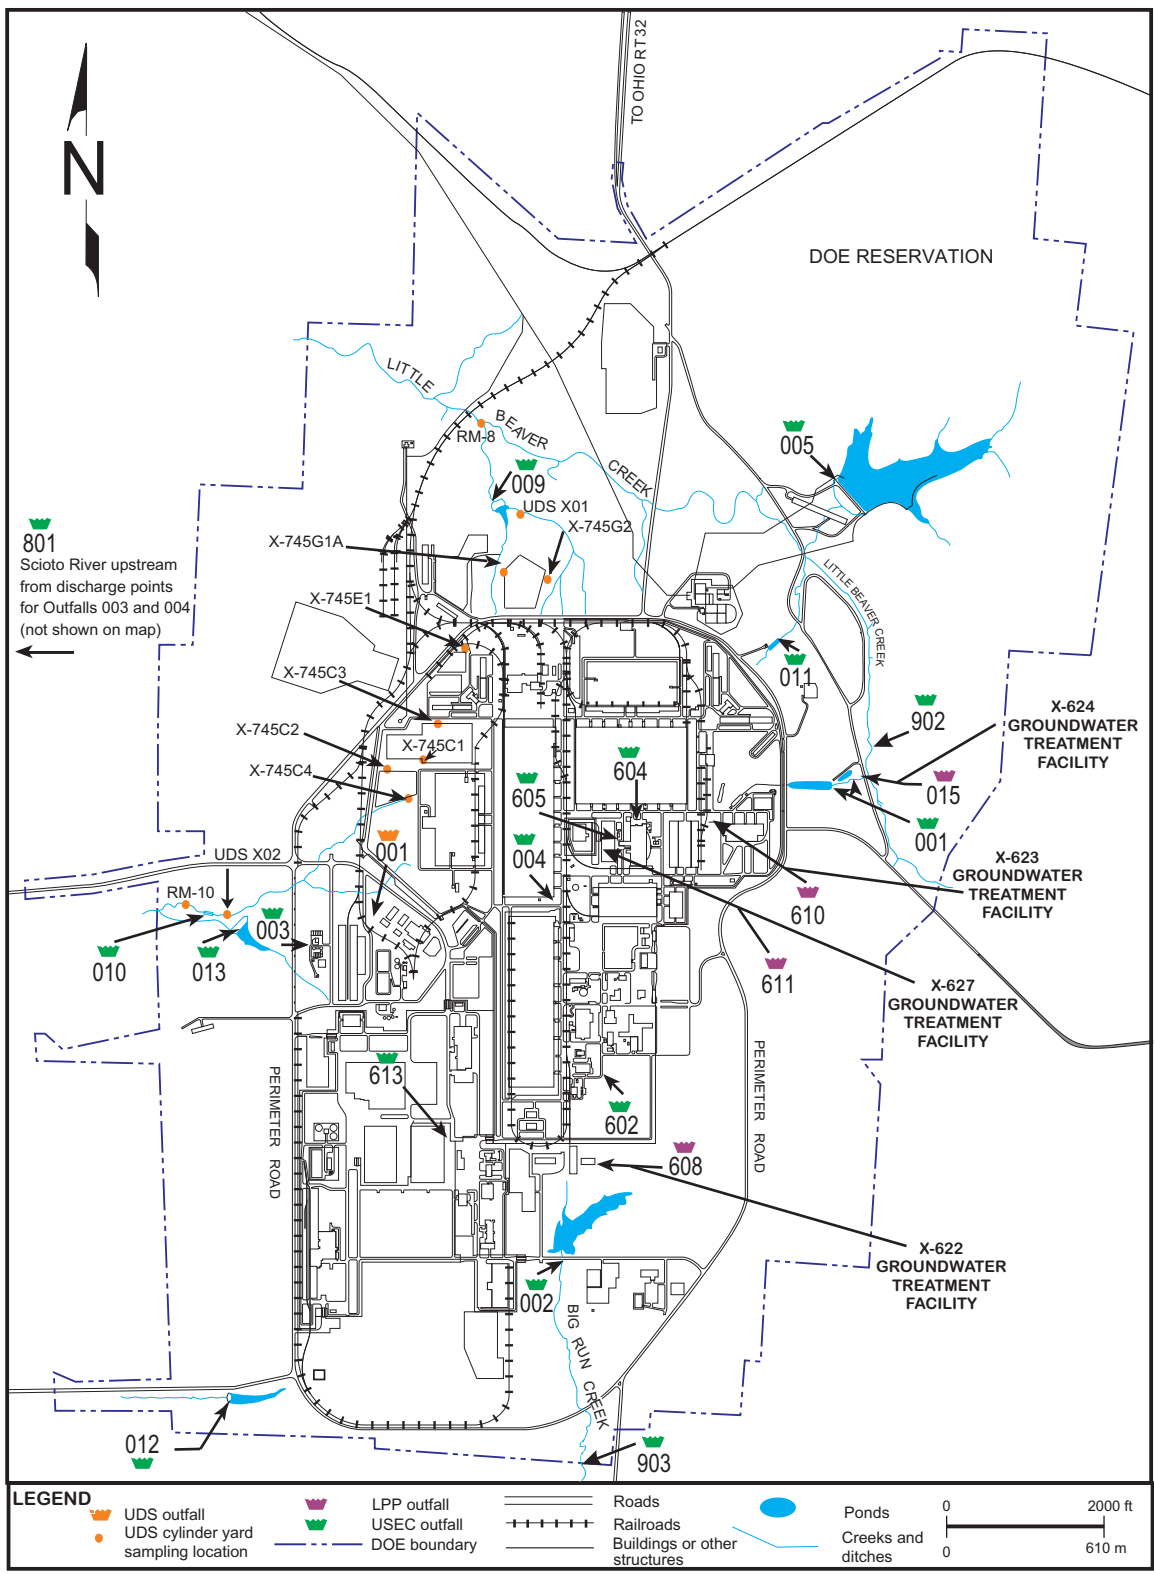 TO OHIO RT 32
N
DOE RESERVATION
LITTLE
BEAVER
CREEK
RM-8
005
009
UDS X01
X-745G2
X-745G1A
801
Scioto River upstream
from discharge points
for Outfalls 003 and 004
(not shown on map)
LITTLE BEAVER CREEK
X-745E1
011
X-745C3
902
X-624
GROUNDWATER
TREATMENT
FACILITY
X-745C2
X-745C1
X-745C4
604
605
015
001
001
004
UDS X02
X-623
GROUNDWATER
TREATMENT
FACILITY
RM-10
003
610
010
013
611
X-627
GROUNDWATER
TREATMENT
FACILITY
613
PERIMETER ROAD
PERIMETER ROAD
602
608
X-622
GROUNDWATER
TREATMENT
FACILITY
002
BIG RUN CREEK
012
903
LEGEND
UDS outfall
UDS cylinder yard
sampling location
LPP outfall
USEC outfall
DOE boundary
Roads
Railroads
Buildings or other
structures
Ponds
Creeks and
ditches
0
2000 ft
0
610 m